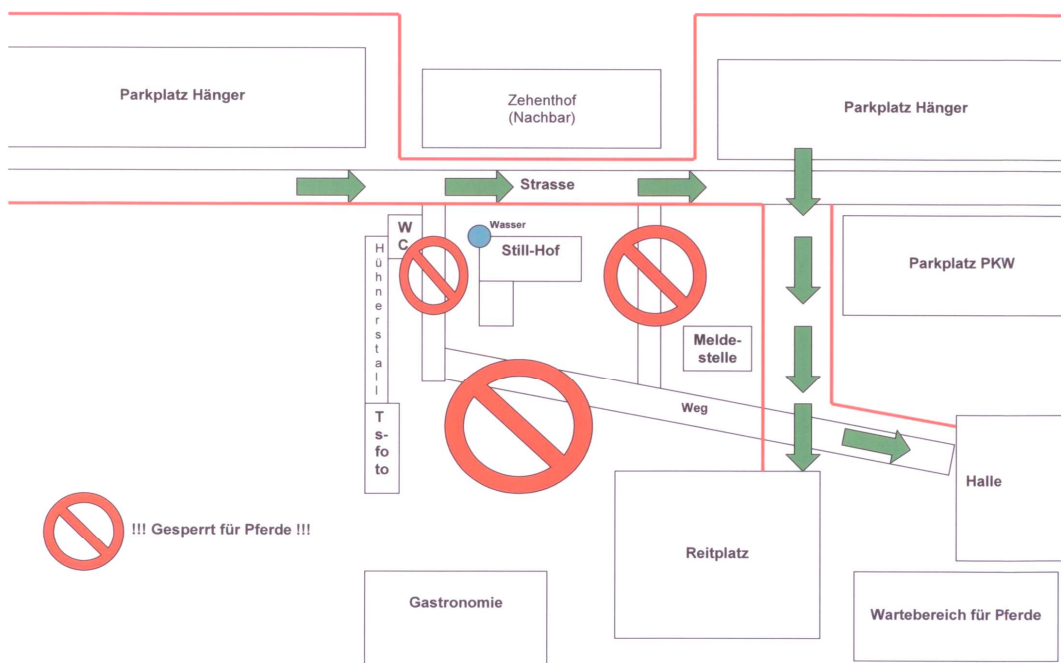 Parkplatz Hänger
Zehenthof
(Nachbar)
Parkplatz Hänger
Strasse
W
C
Wasser
Still-Hof
Parkplatz PKW
Hühnerstall
Melde-
stelle
Weg
T
s-
fo
to
Halle
!!! Gesperrt für Pferde !!!
Reitplatz
Gastronomie
Wartebereich für Pferde